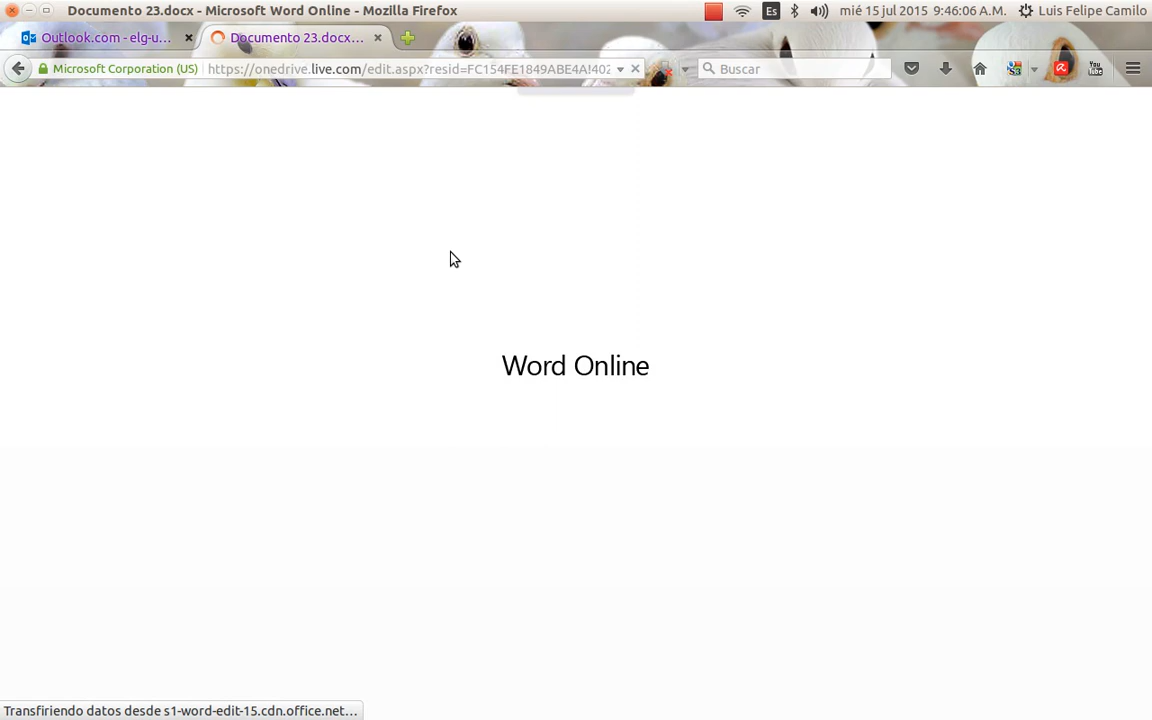 Documento 23.docx - Microsoft Word Online - Mozilla Firefox
Es
mié 15 jul 2015 9:46:06 A.M.
Luis Felipe Camilo
Outlook.com - elg-u...
Documento 23.docx...
Microsoft Corporation (US)
https://onedrive.live.com/edit.aspx?resid=FC154FE1849ABE4A!402
Buscar
You Tube
Word Online
Transfiriendo datos desde s1-word-edit-15.cdn.office.net...